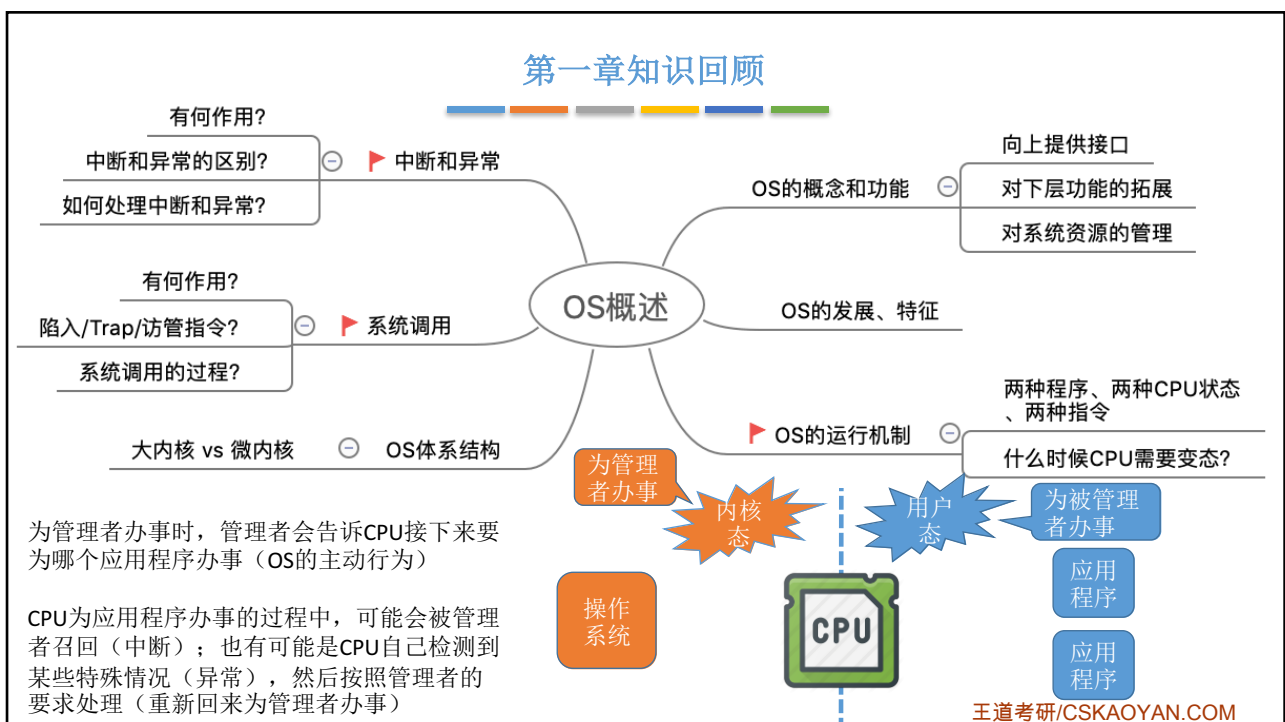 第一章知识回顾
有何作用?
中断和异常的区别?
如何处理中断和异常?
中断和异常
有何作用?
陷入/Trap/访管指令?
系统调用的过程?
系统调用
大内核 vs 微内核
OS体系结构
OS概述
OS的概念和功能
向上提供接口
对下层功能的拓展
对系统资源的管理
OS的发展、特征
OS的运行机制
两种程序、两种CPU状态
、两种指令
什么时候CPU需要变态?
为管理
者办事
内核
态
用户
态
为被管理
者办事
为管理者办事时，管理者会告诉CPU接下来要
为哪个应用程序办事（OS的主动行为）
CPU为应用程序办事的过程中，可能会被管理
者召回（中断）；也有可能是CPU自己检测到
某些特殊情况（异常），然后按照管理者的
要求处理（重新回来为管理者办事）
操作
系统
CPU
应用
程序
应用
程序
王道考研/CSKAOYAN.COM